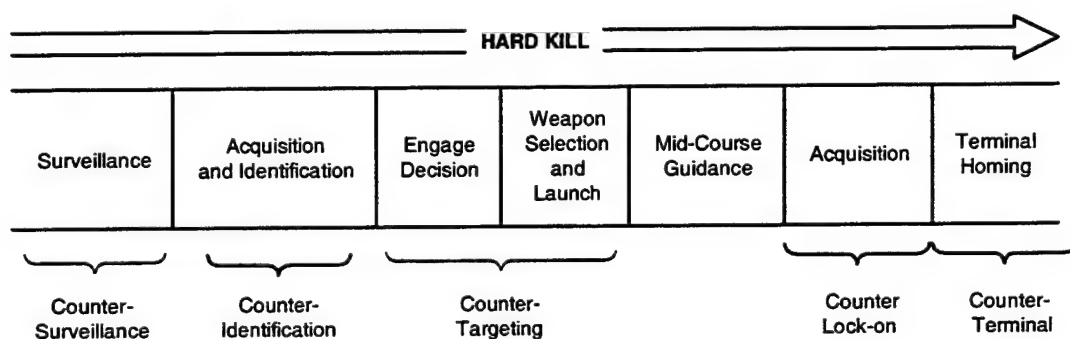 HARD KILL
Surveillance
Acquisition
and Identification
Engage
Decision
Weapon
Selection
and
Launch
Mid-Course
Guidance
Acquisition
Terminal
Homing
Counter-
Surveillance
Counter-
Identification
Counter-
Targeting
Counter
Lock-on
Counter-
Terminal